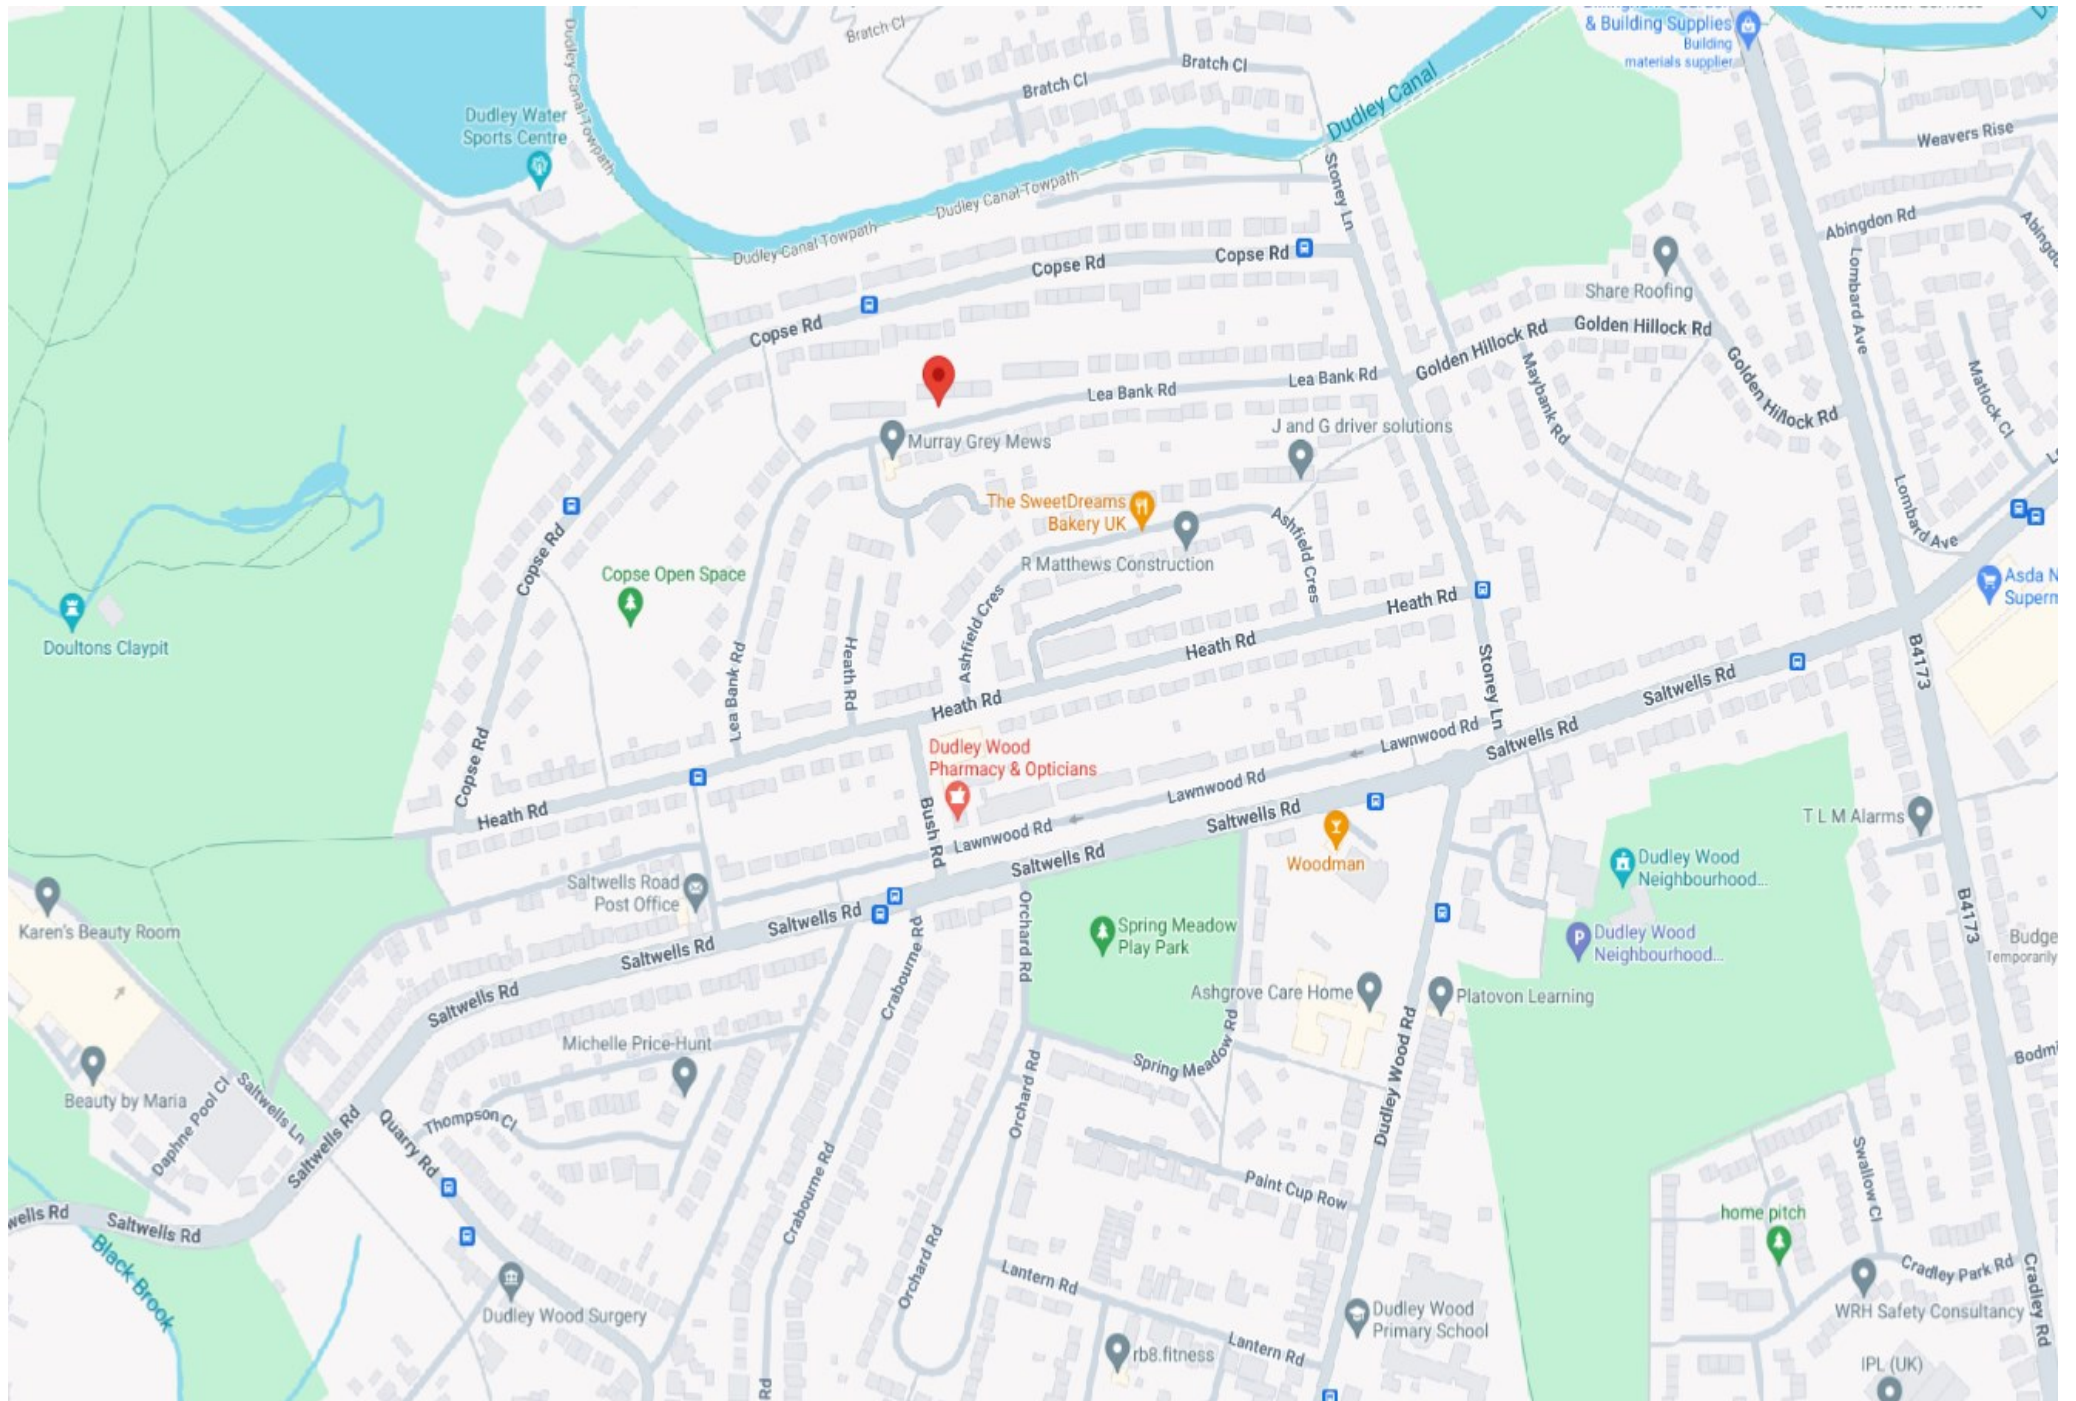 Bratch Cl
Bratch Cl
Bratch Cl
Dudley Canal
Dudley Canal Towpath
Dudley Canal Towpath
Dudley Canal Towpath
& Building Supplies
Building
materials supplier
Weavers Rise
Dudley Water
Sports Centre
Stoney Ln
Abingdon Rd
Lombard Ave
Copse Rd
Copse Rd
Copse Rd
Share Roofing
Golden Hillock Rd
Golden Hillock Rd
Golden Hillock Rd
Maybank Rd
Matlock Cl
Lea Bank Rd
Lea Bank Rd
Murray Grey Mews
J and G driver solutions
The SweetDreams
Bakery UK
R Matthews Construction
Ashfield Cres
Ashfield Cres
Lombard Ave
Asda N
Copse Rd
Copse Open Space
Doultons Claypit
Heath Rd
Heath Rd
Heath Rd
Heath Rd
Lea Bank Rd
Stoney Ln
Saltwells Rd
Saltwells Rd
B4173
Copse Rd
Heath Rd
Dudley Wood
Pharmacy & Opticians
Bush Rd
Lawnwood Rd
Lawnwood Rd
Lawnwood Rd
Saltwells Rd
Saltwells Rd
Woodman
T L M Alarms
Dudley Wood
Neighbourhood...
Dudley Wood
Neighbourhood...
B4173
Saltwells Road
Post Office
Saltwells Rd
Saltwells Rd
Saltwells Rd
Karen's Beauty Room
Crabourne Rd
Orchard Rd
Spring Meadow
Play Park
Ashgrove Care Home
Platovon Learning
Michelle Price-Hunt
Spring Meadow Rd
Dudley Wood Rd
Beauty by Maria
Daphne Pool Cl
Saltwells Ln
Saltwells Rd
Quarry Rd
Thompson Cl
Orchard Rd
Paint Cup Row
Swallow Cl
home pitch
Saltwells Rd
Black Brook
Crabourne Rd
Orchard Rd
Lantern Rd
Lantern Rd
Dudley Wood Surgery
Dudley Wood
Primary School
rb8.fitness
Cradley Park Rd
WRH Safety Consultancy
Cradley Rd
IPL (UK)
Rd